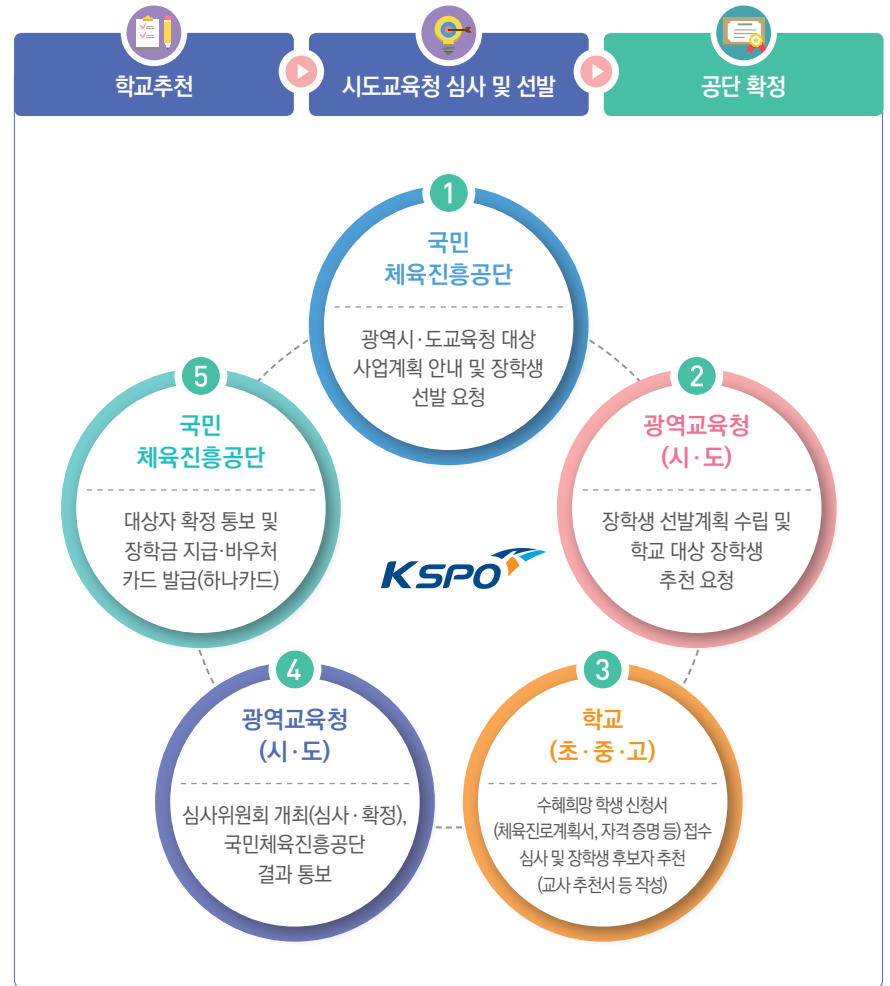 학교추천
시도교육청 심사 및 선발
공단 확정
1
국민
체육진흥공단
광역시·도교육청 대상
사업계획 안내 및 장학생
선발 요청
2
광역교육청
(시·도)
장학생 선발계획 수립 및
학교 대상 장학생
추천 요청
3
학교
(초·중·고)
수혜희망 학생 신청서
(체육진로계획서, 자격 증명 등) 접수
심사 및 장학생 후보자 추천
(교사 추천서 등 작성)
4
광역교육청
(시·도)
심사위원회 개최(심사·확정),
국민체육진흥공단
결과 통보
5
국민
체육진흥공단
대상자 확정 통보 및
장학금 지급·바우처
카드 발급(하나카드)
KSPO